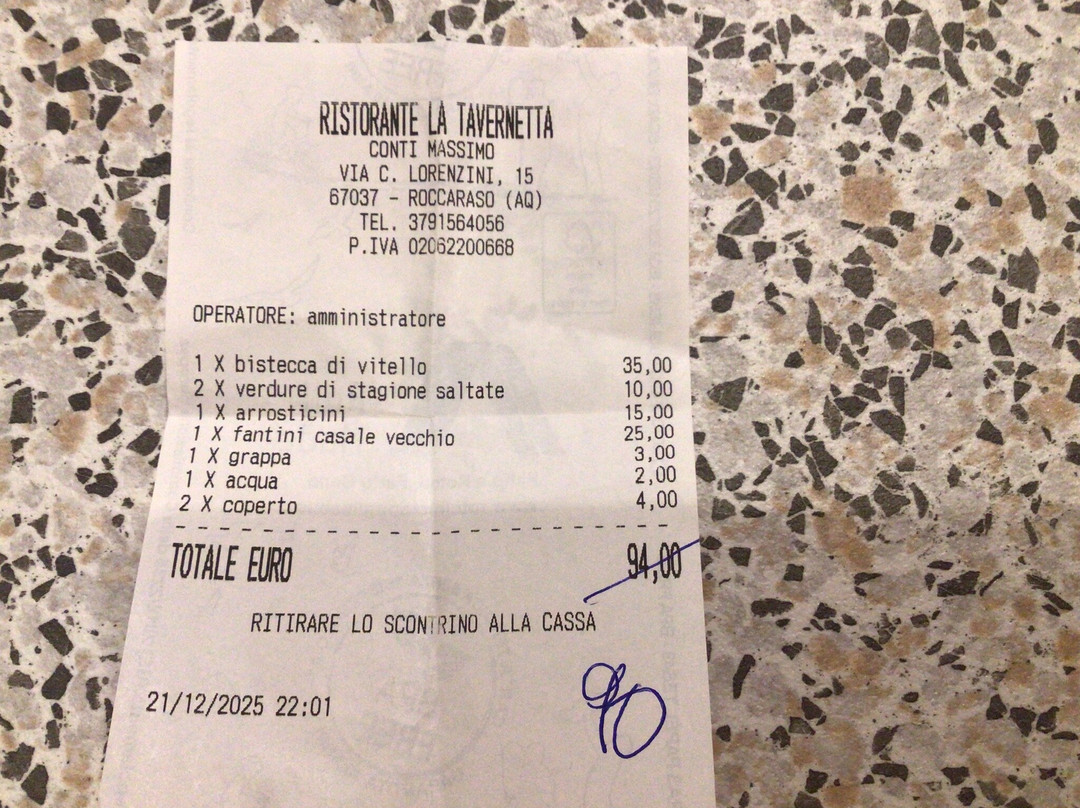 RISTORANTE LA TAVERNETTA
CONTI MASSIMO
VIA C. LORENZINI, 15
67037 - ROCCARASO (AQ)
TEL. 3791564056
P.IVA 02062200668
OPERATORE: amministratore
1 X bistecca di vitello 35,00
2 X verdure di stagione saltate 10,00
1 X arrosticini 15,00
1 X fantini casale vecchio 25,00
1 X grappa 3,00
1 X acqua 2,00
2 X coperto 4,00
TOTALE EURO 94,00
RITIRARE LO SCONTRINO ALLA CASSA
90
21/12/2025 22:01